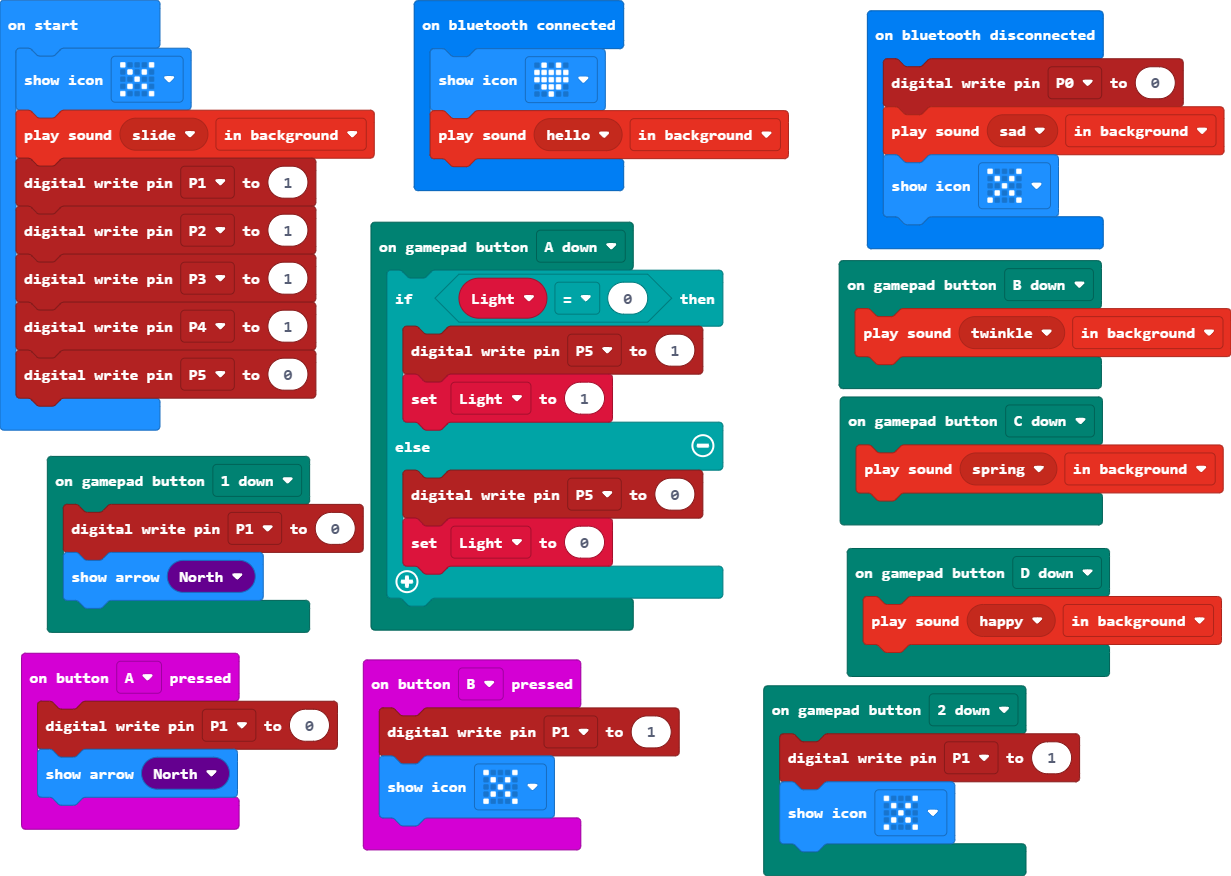 on start
show icon
play sound slide in background
digital write pin P1 to 1
digital write pin P2 to 1
digital write pin P3 to 1
digital write pin P4 to 1
digital write pin P5 to 0
on bluetooth connected
show icon
play sound hello in background
on bluetooth disconnected
digital write pin P0 to 0
play sound sad in background
show icon
on gamepad button A down
if Light = 0 then
digital write pin P5 to 1
set Light to 1
else
digital write pin P5 to 0
set Light to 0
on gamepad button B down
play sound twinkle in background
on gamepad button C down
play sound spring in background
on gamepad button 1 down
digital write pin P1 to 0
show arrow North
on gamepad button D down
play sound happy in background
on button A pressed
digital write pin P1 to 0
show arrow North
on button B pressed
digital write pin P1 to 1
show icon
on gamepad button 2 down
digital write pin P1 to 1
show icon